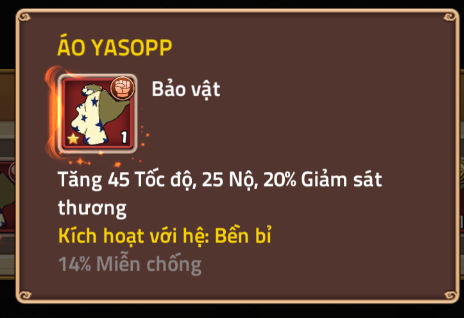 ÁO YASOPP
Bảo vật
1
Tăng 45 Tốc độ, 25 Nộ, 20% Giảm sát
thương
Kích hoạt với hệ: Bền bỉ
14% Miễn chống